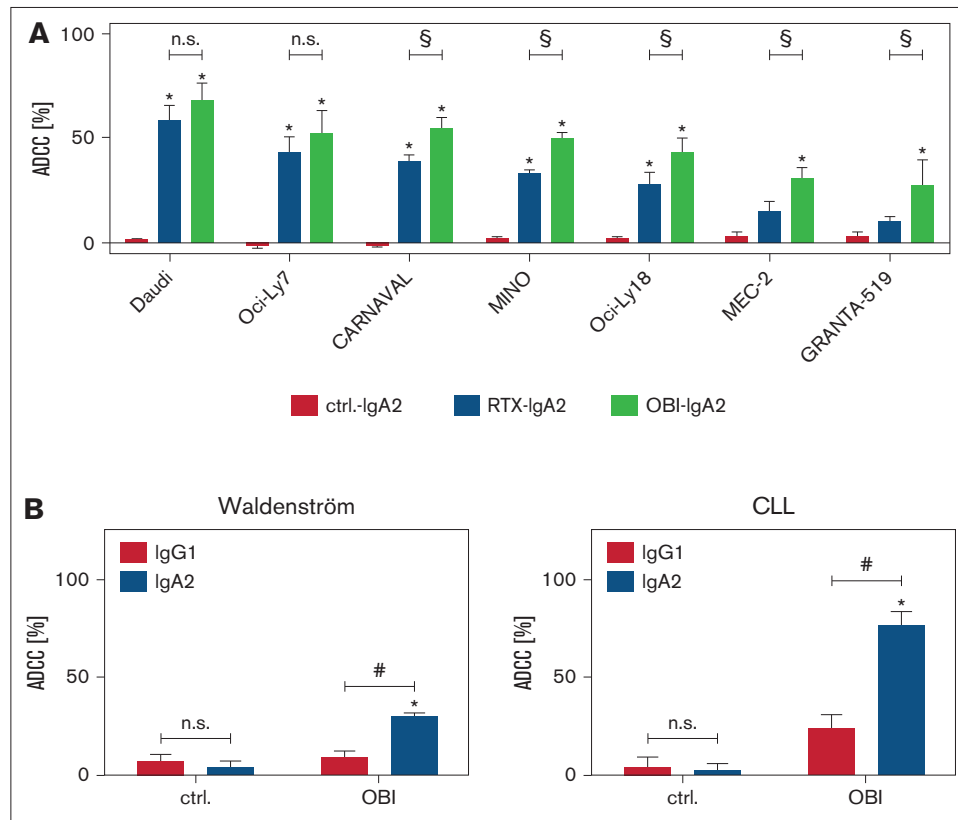 A
100
n.s.
n.s.
§
§
§
§
§
* * * * * * * * * * * *
ADCC [%]
50
0
Daudi
Oci-Ly7
CARNAVAL
MINO
Oci-Ly18
MEC-2
GRANTA-519
ctrl.-IgA2 RTX-IgA2 OBI-IgA2
B
Waldenström
IgG1
IgA2
100
ADCC [%]
50
0
n.s.
#
*
ctrl. OBI
CLL
IgG1
IgA2
100
ADCC [%]
50
0
n.s.
#
*
ctrl. OBI